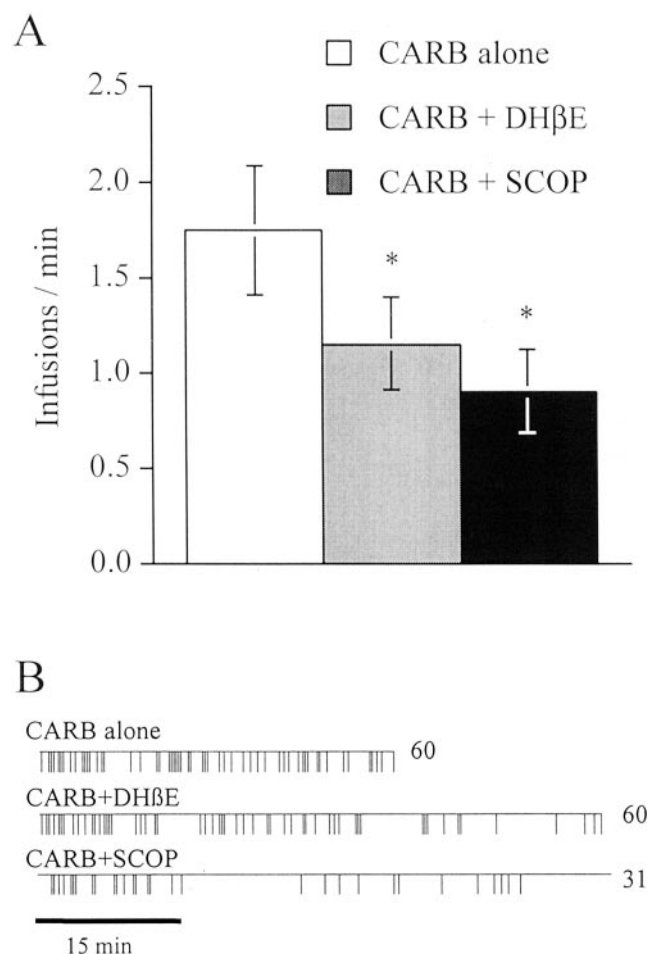 A
CARB alone
CARB + DHβE
CARB + SCOP
2.5
2.0
1.5
1.0
0.5
0.0
Infusions / min
*
*
B
CARB alone
60
CARB+DHßE
60
CARB+SCOP
31
15 min